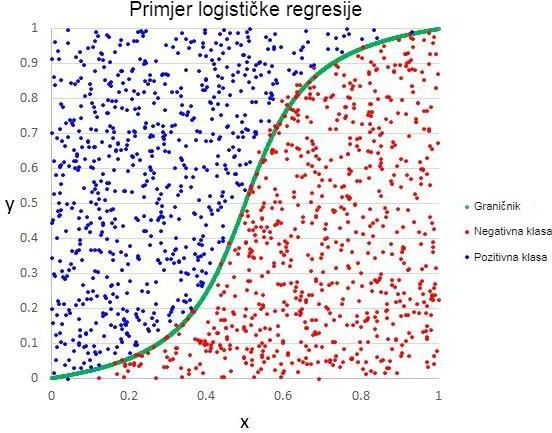 Primjer logističke regresije
1
0.9
0.8
0.7
0.6
y
0.5
0.4
0.3
0.2
0.1
0
0 0.2 0.4 0.6 0.8 1
x
Graničnik
Negativna klasa
Pozitivna klasa